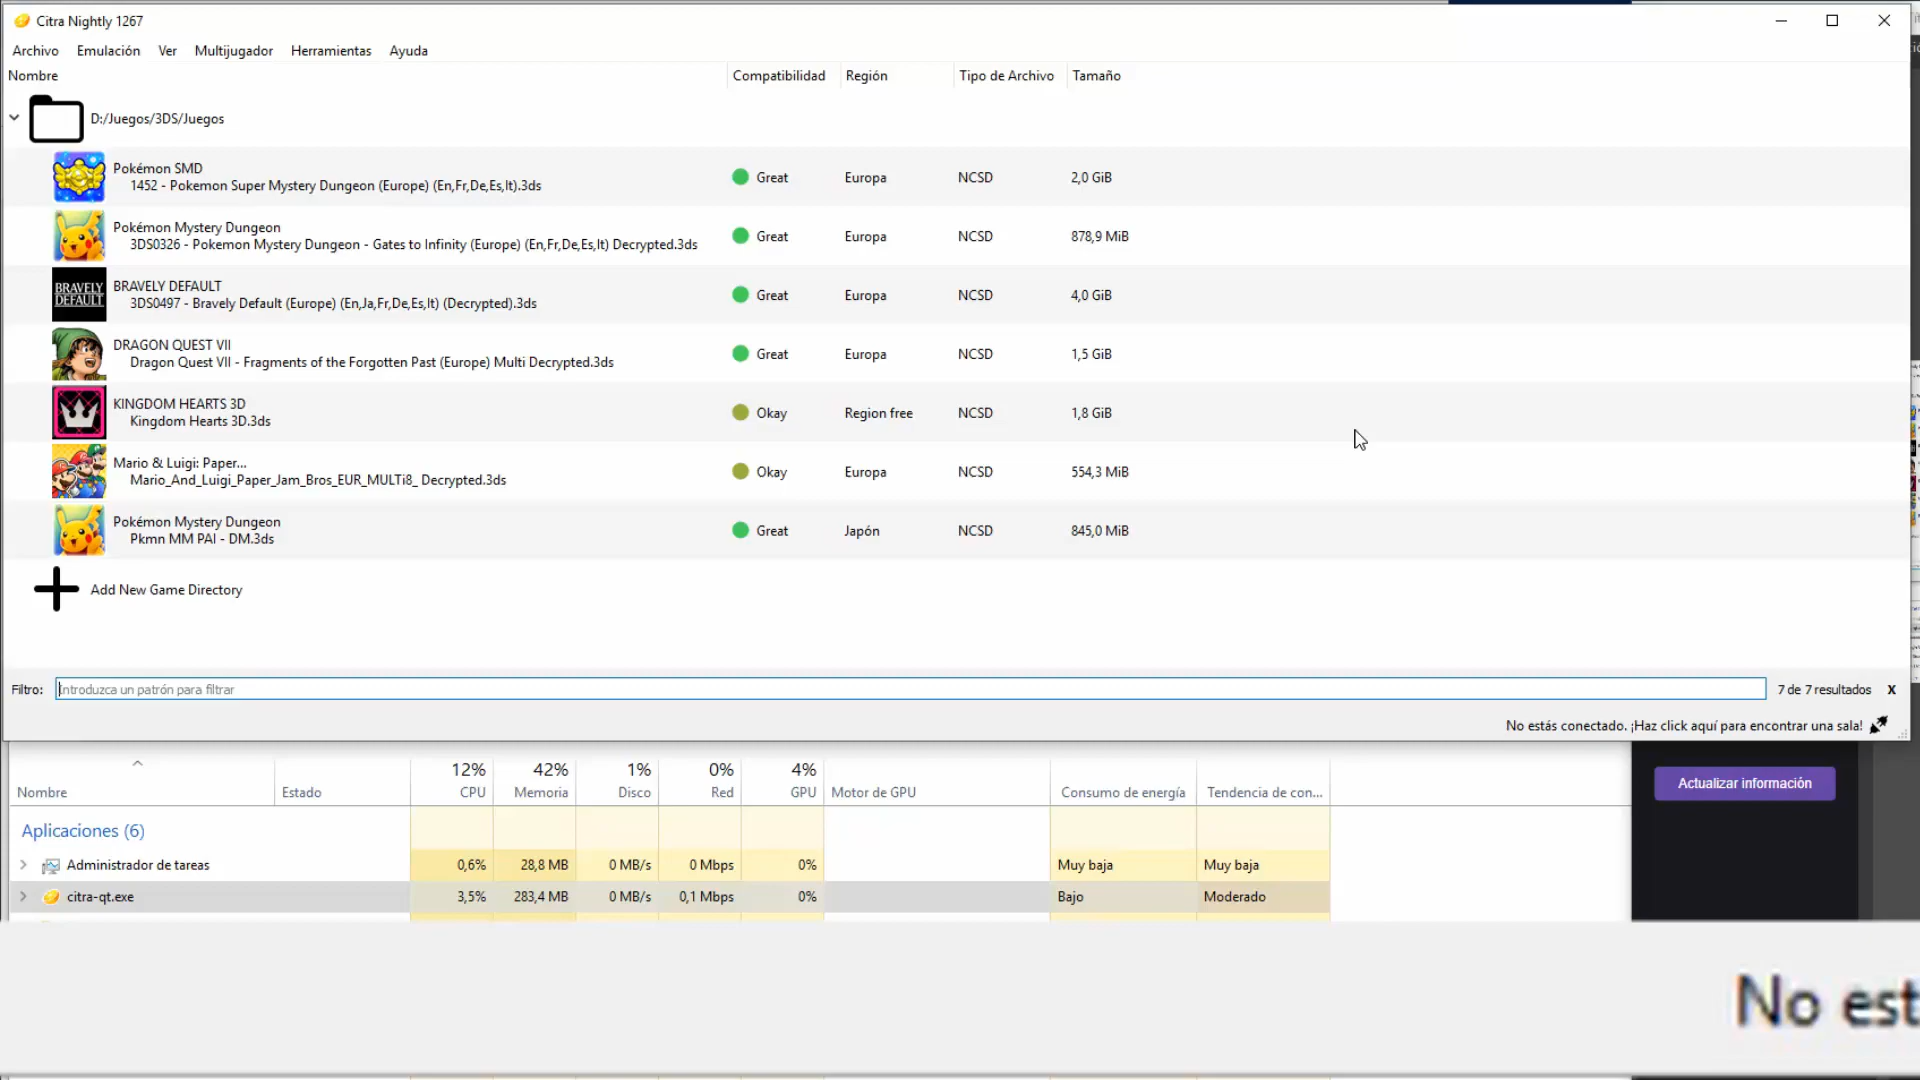 Citra Nightly 1267
Archivo Emulación Ver Multijugador Herramientas Ayuda
Nombre Compatibilidad Región Tipo de Archivo Tamaño
D:/Juegos/3DS/Juegos
Pokémon SMD
1452 - Pokemon Super Mystery Dungeon (Europe) (En,Fr,De,Es,It).3ds Great Europa NCSD 2,0 GiB
Pokémon Mystery Dungeon
3DS0326 - Pokemon Mystery Dungeon - Gates to Infinity (Europe) (En,Fr,De,Es,It) Decrypted.3ds Great Europa NCSD 878,9 MiB
BRAVELY DEFAULT
BRAVELY DEFAULT
3DS0497 - Bravely Default (Europe) (En,Ja,Fr,De,Es,It) (Decrypted).3ds Great Europa NCSD 4,0 GiB
DRAGON QUEST VII
Dragon Quest VII - Fragments of the Forgotten Past (Europe) Multi Decrypted.3ds Great Europa NCSD 1,5 GiB
KINGDOM HEARTS 3D
Kingdom Hearts 3D.3ds Okay Region free NCSD 1,8 GiB
Mario & Luigi: Paper...
Mario_And_Luigi_Paper_Jam_Bros_EUR_MULTi8_ Decrypted.3ds Okay Europa NCSD 554,3 MiB
Pokémon Mystery Dungeon
Pkmn MM PAI - DM.3ds Great Japón NCSD 845,0 MiB
Add New Game Directory
Filtro: Introduzca un patrón para filtrar 7 de 7 resultados X
No estás conectado. ¡Haz click aquí para encontrar una sala!
12% 42% 1% 0% 4%
Nombre Estado CPU Memoria Disco Red GPU Motor de GPU Consumo de energía Tendencia de con...
Actualizar información
Aplicaciones (6)
Administrador de tareas 0,6% 28,8 MB 0 MB/s 0 Mbps 0% Muy baja Muy baja
citra-qt.exe 3,5% 283,4 MB 0 MB/s 0,1 Mbps 0% Bajo Moderado
No est